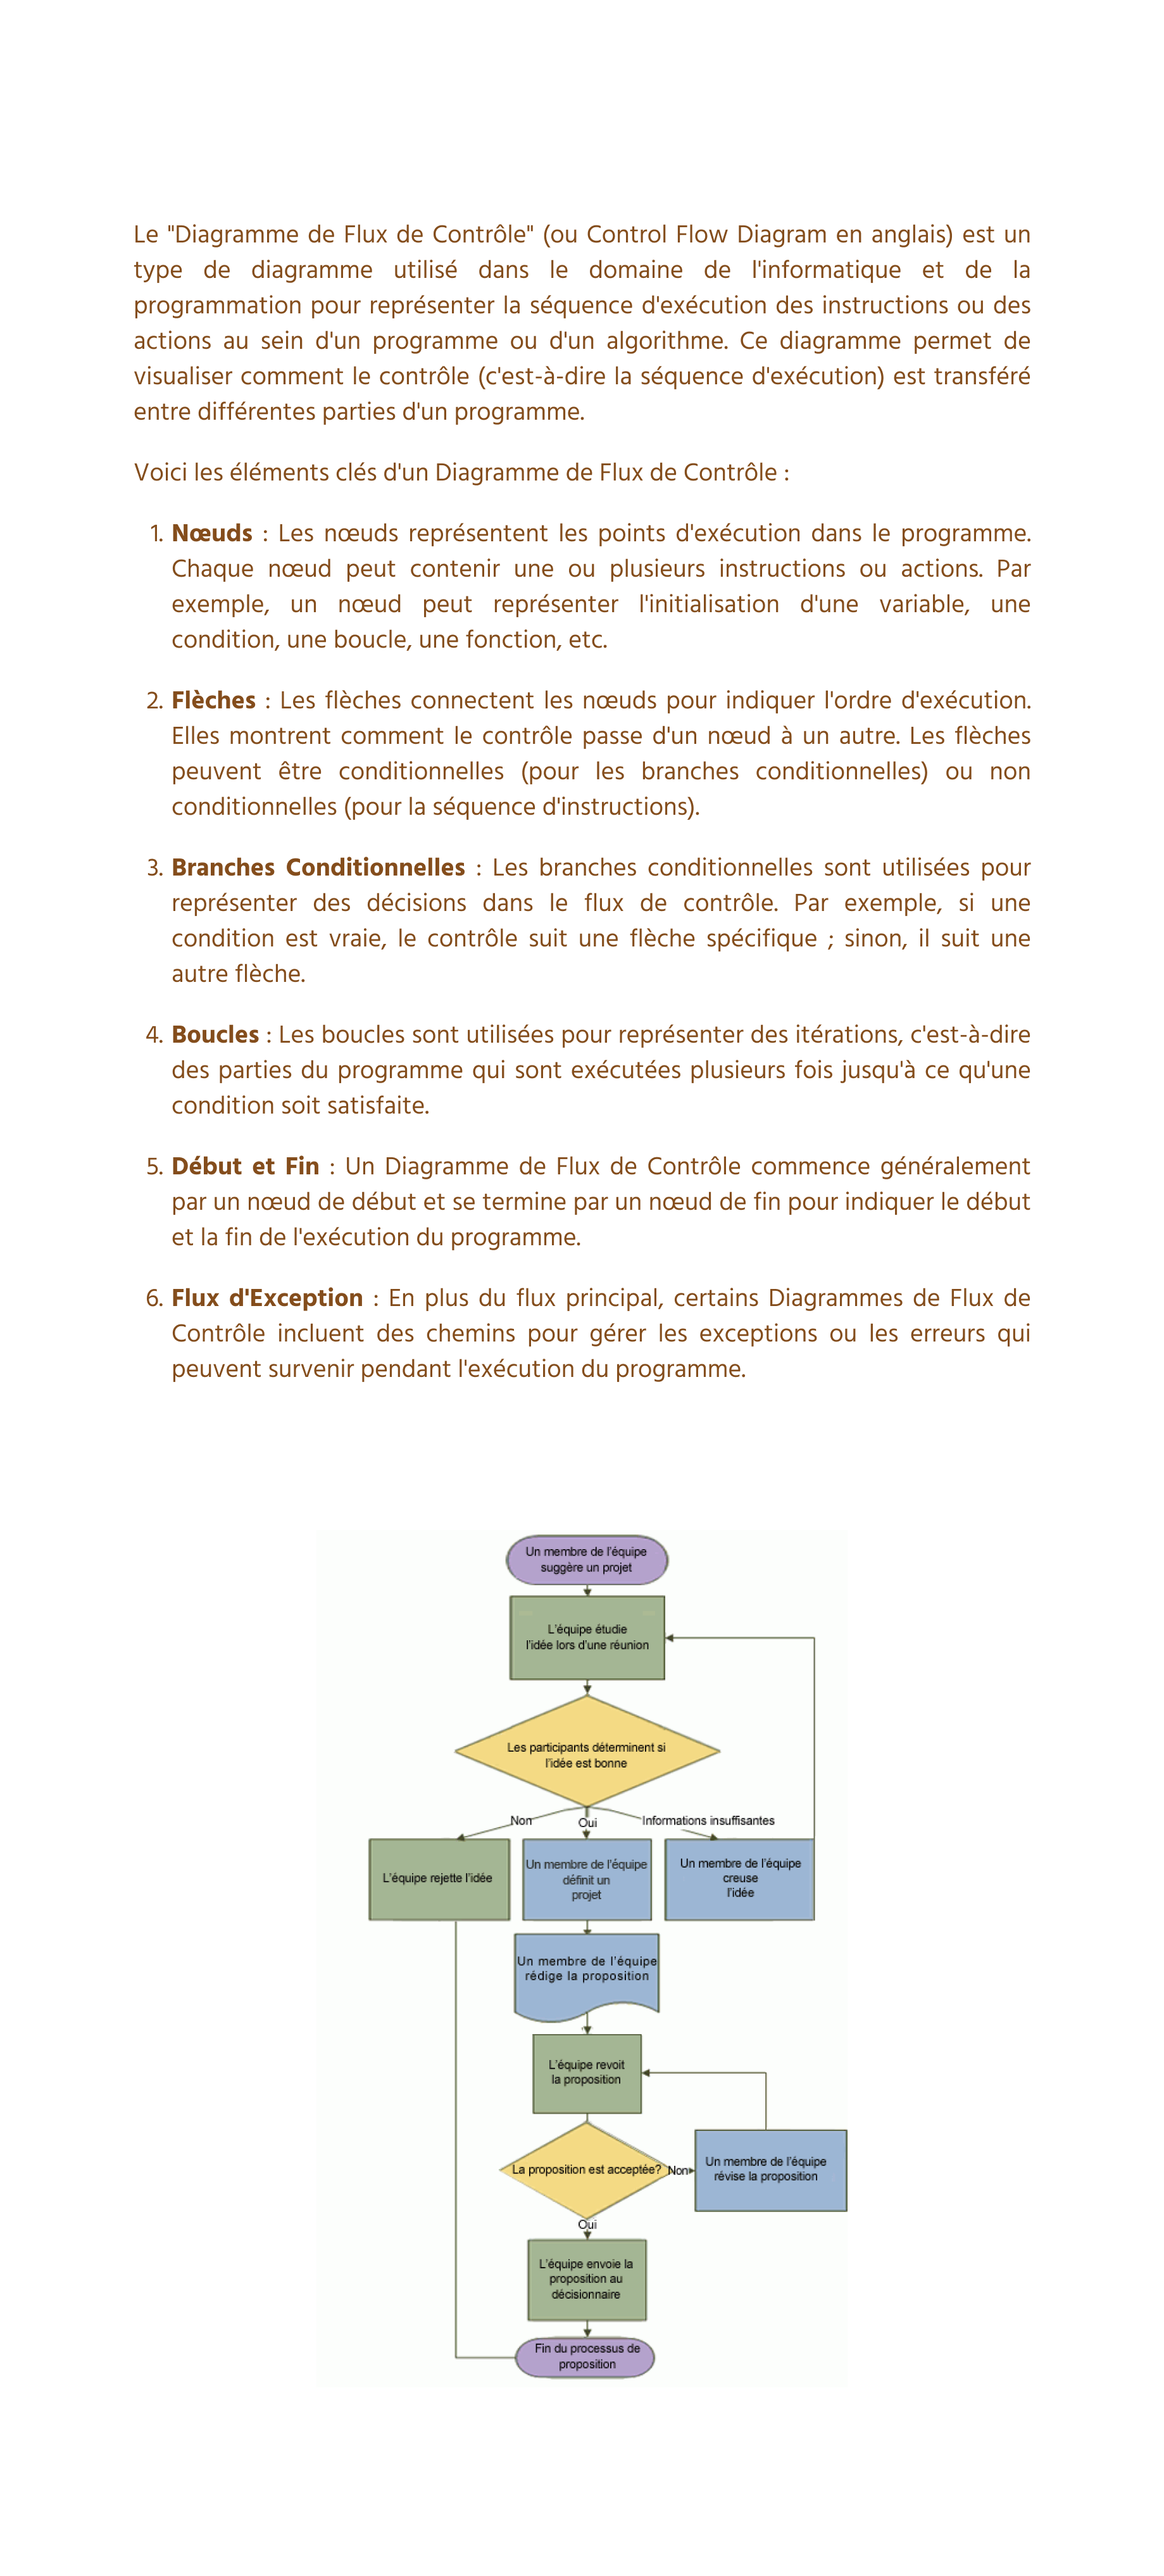 Le "Diagramme de Flux de Contrôle" (ou Control Flow Diagram en anglais) est un
type de diagramme utilisé dans le domaine de l'informatique et de la
programmation pour représenter la séquence d'exécution des instructions ou des
actions au sein d'un programme ou d'un algorithme. Ce diagramme permet de
visualiser comment le contrôle (c'est-à-dire la séquence d'exécution) est transféré
entre différentes parties d'un programme.
Voici les éléments clés d'un Diagramme de Flux de Contrôle :
1. Nœuds : Les nœuds représentent les points d'exécution dans le programme.
Chaque nœud peut contenir une ou plusieurs instructions ou actions. Par
exemple, un nœud peut représenter l'initialisation d'une variable, une
condition, une boucle, une fonction, etc.
2. Flèches : Les flèches connectent les nœuds pour indiquer l'ordre d'exécution.
Elles montrent comment le contrôle passe d'un nœud à un autre. Les flèches
peuvent être conditionnelles (pour les branches conditionnelles) ou non
conditionnelles (pour la séquence d'instructions).
3. Branches Conditionnelles : Les branches conditionnelles sont utilisées pour
représenter des décisions dans le flux de contrôle. Par exemple, si une
condition est vraie, le contrôle suit une flèche spécifique ; sinon, il suit une
autre flèche.
4. Boucles : Les boucles sont utilisées pour représenter des itérations, c'est-à-dire
des parties du programme qui sont exécutées plusieurs fois jusqu'à ce qu'une
condition soit satisfaite.
5. Début et Fin : Un Diagramme de Flux de Contrôle commence généralement
par un nœud de début et se termine par un nœud de fin pour indiquer le début
et la fin de l'exécution du programme.
6. Flux d'Exception : En plus du flux principal, certains Diagrammes de Flux de
Contrôle incluent des chemins pour gérer les exceptions ou les erreurs qui
peuvent survenir pendant l'exécution du programme.
Un membre de l'équipe
suggère un projet
L'équipe étudie
l'idée lors d'une réunion
Les participants déterminent si
l'idée est bonne
Non
Oui
Informations insuffisantes
L'équipe rejette l'idée
Un membre de l'équipe
définit un
projet
Un membre de l'équipe
creuse
l'idée
Un membre de l'équipe
rédige la proposition
L'équipe revoit
la proposition
La proposition est acceptée?
Non
Un membre de l'équipe
révise la proposition
Oui
L'équipe envoie la
proposition au
décisionnaire
Fin du processus de
proposition